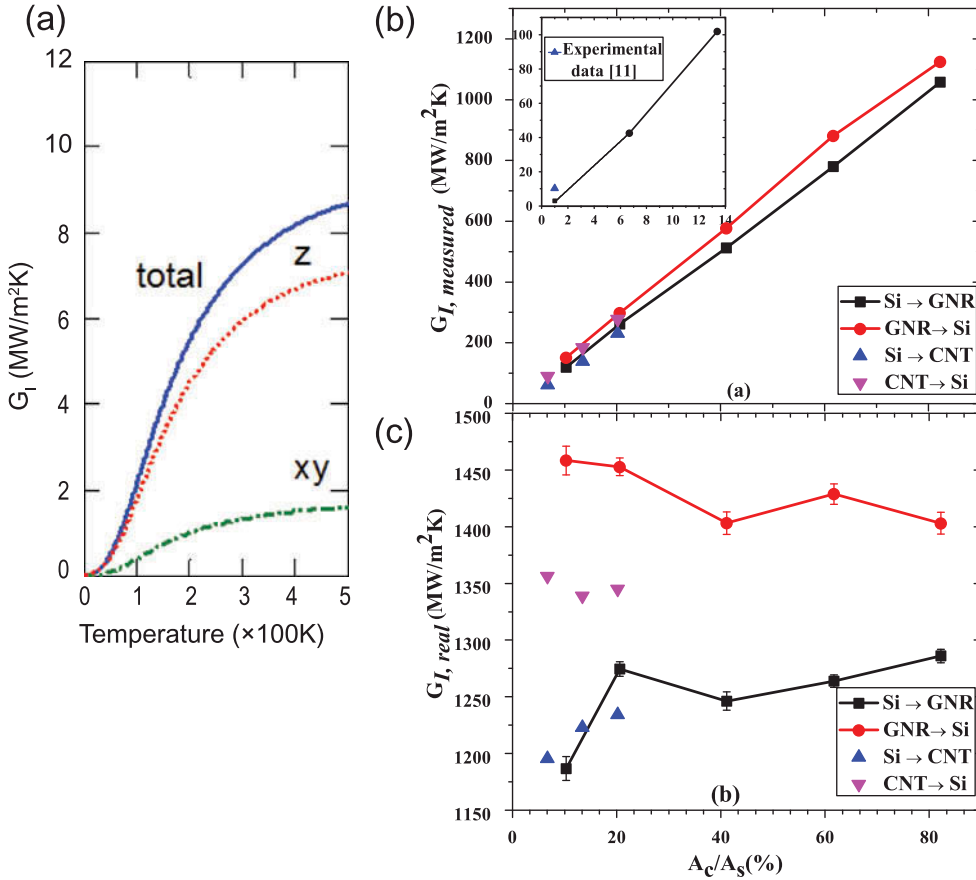 (a)
12
10
8
6
4
2
0
G_I (MW/m²K)
total
z
xy
0 1 2 3 4 5
Temperature (×100K)
(b)
1200
1000
800
600
400
200
0
G_I, measured (MW/m²K)
100
80
60
40
20
0
0 2 4 6 8 10 12 14
Experimental
data [11]
Si → GNR
GNR → Si
Si → CNT
CNT → Si
(a)
(c)
1500
1450
1400
1350
1300
1250
1200
1150
G_I, real (MW/m²K)
Si → GNR
GNR → Si
Si → CNT
CNT → Si
(b)
0 20 40 60 80
A_c/A_s(%)